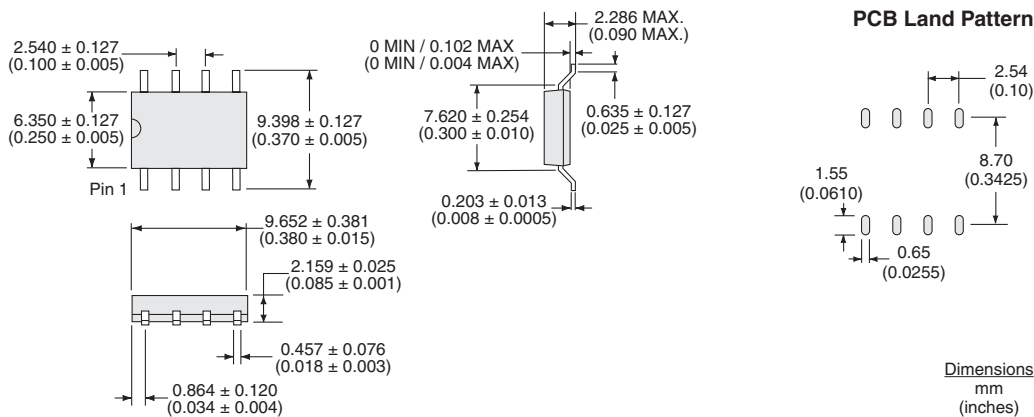 2.540 ± 0.127
(0.100 ± 0.005)
6.350 ± 0.127
(0.250 ± 0.005)
9.398 ± 0.127
(0.370 ± 0.005)
Pin 1
9.652 ± 0.381
(0.380 ± 0.015)
2.159 ± 0.025
(0.085 ± 0.001)
0.457 ± 0.076
(0.018 ± 0.003)
0.864 ± 0.120
(0.034 ± 0.004)
2.286 MAX.
(0.090 MAX.)
0 MIN / 0.102 MAX
(0 MIN / 0.004 MAX)
7.620 ± 0.254
(0.300 ± 0.010)
0.635 ± 0.127
(0.025 ± 0.005)
0.203 ± 0.013
(0.008 ± 0.0005)
PCB Land Pattern
2.54
(0.10)
8.70
(0.3425)
1.55
(0.0610)
0.65
(0.0255)
Dimensions
mm
(inches)